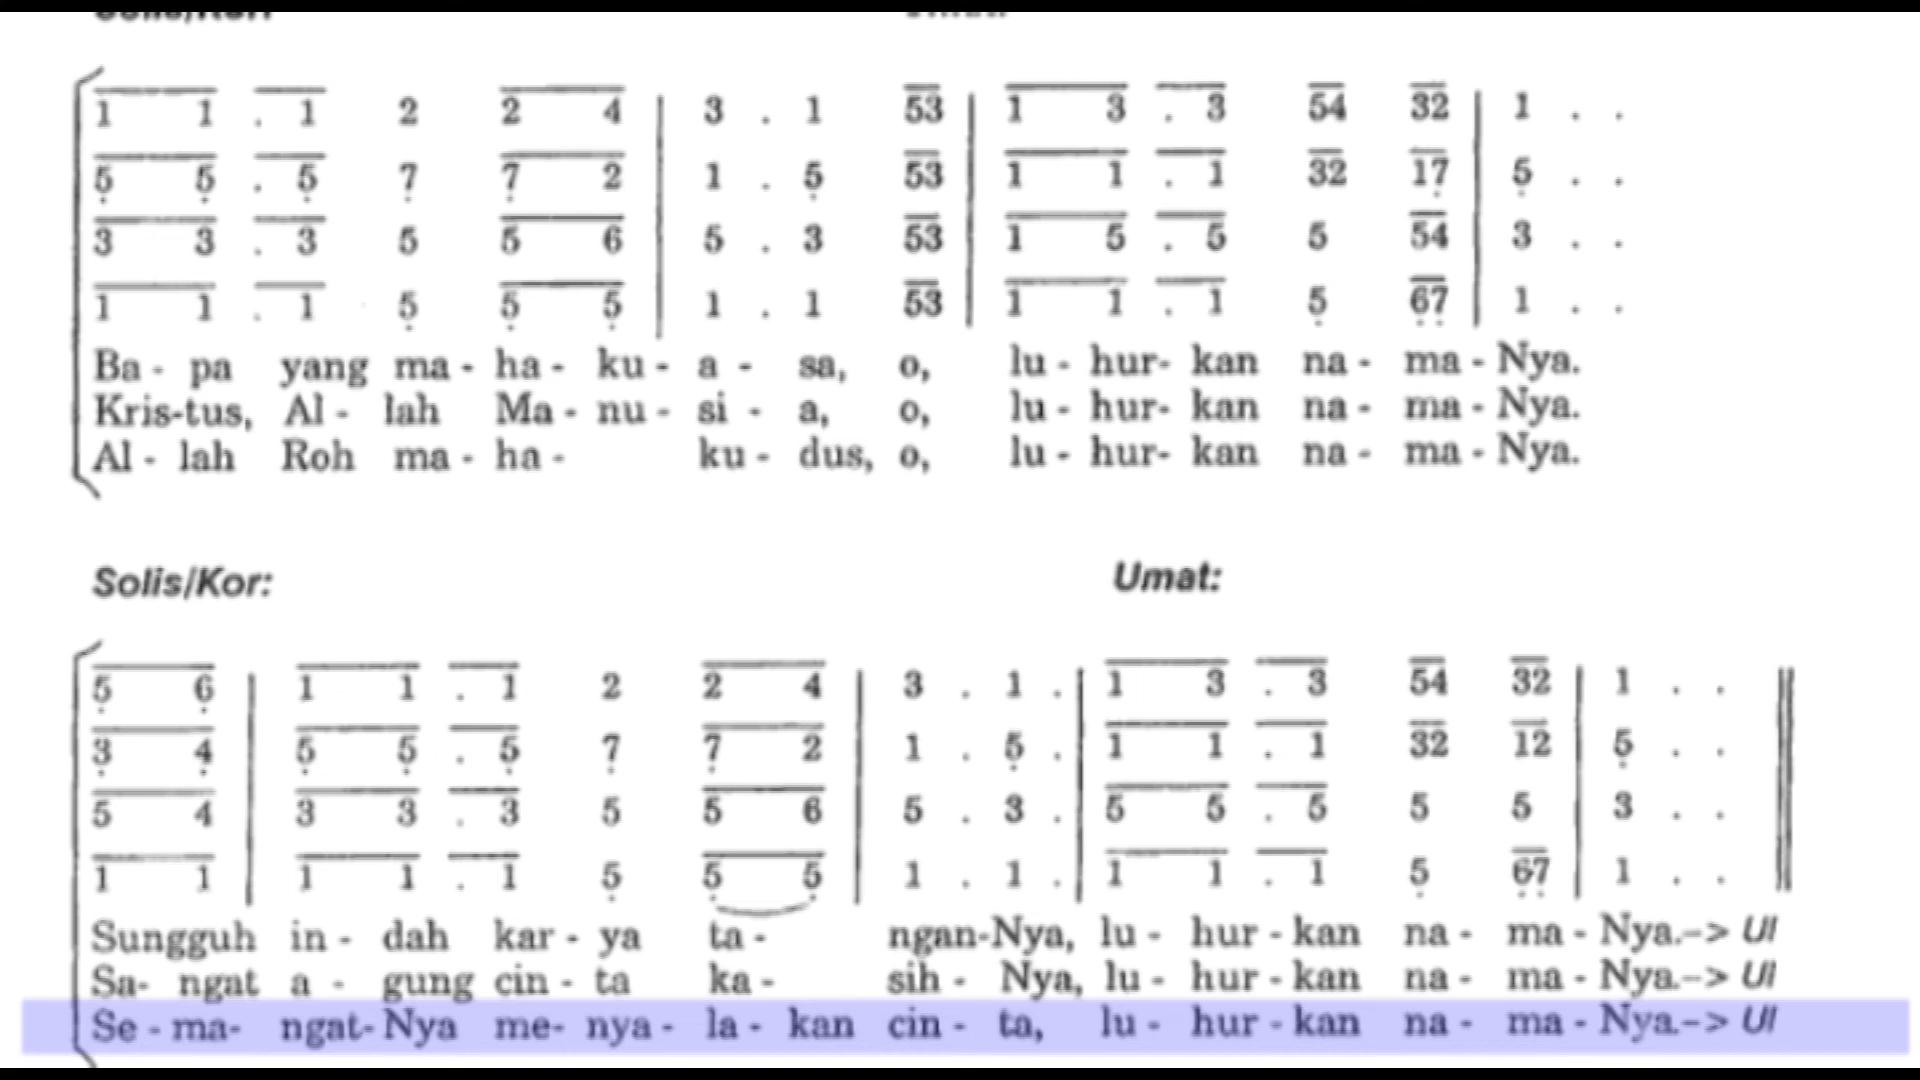 1 1 . 1 2 2 4 | 3 . 1 53 | 1 3 . 3 54 32 | 1 . .
5 5 . 5 7 7 2 | 1 . 5 53 | 1 1 . 1 32 17 | 5 . .
3 3 . 3 5 5 6 | 5 . 3 53 | 1 5 . 5 5 54 | 3 . .
1 1 . 1 5 5 5 | 1 . 1 53 | 1 1 . 1 5 67 | 1 . .
Ba - pa yang ma - ha - ku - a - sa, o, lu - hur- kan na - ma - Nya.
Kris-tus, Al - lah Ma - nu - si - a, o, lu - hur- kan na - ma - Nya.
Al - lah Roh ma - ha - ku - dus, o, lu - hur- kan na - ma - Nya.
Solis/Kor: Umat:
5 6 | 1 1 . 1 2 2 4 | 3 . 1 . | 1 3 . 3 54 32 | 1 . .
3 4 | 5 5 . 5 7 7 2 | 1 . 5 . | 1 1 . 1 32 12 | 5 . .
5 4 | 3 3 . 3 5 5 6 | 5 . 3 . | 5 5 . 5 5 5 | 3 . .
1 1 | 1 1 . 1 5 5 5 | 1 . 1 . | 1 1 . 1 5 67 | 1 . .
Sungguh in - dah kar - ya ta - ngan-Nya, lu - hur - kan na - ma - Nya.-> Ul
Sa- ngat a - gung cin - ta ka - sih - Nya, lu - hur - kan na - ma - Nya.-> Ul
Se - ma- ngat- Nya me- nya - la - kan cin - ta, lu - hur - kan na - ma - Nya.-> Ul